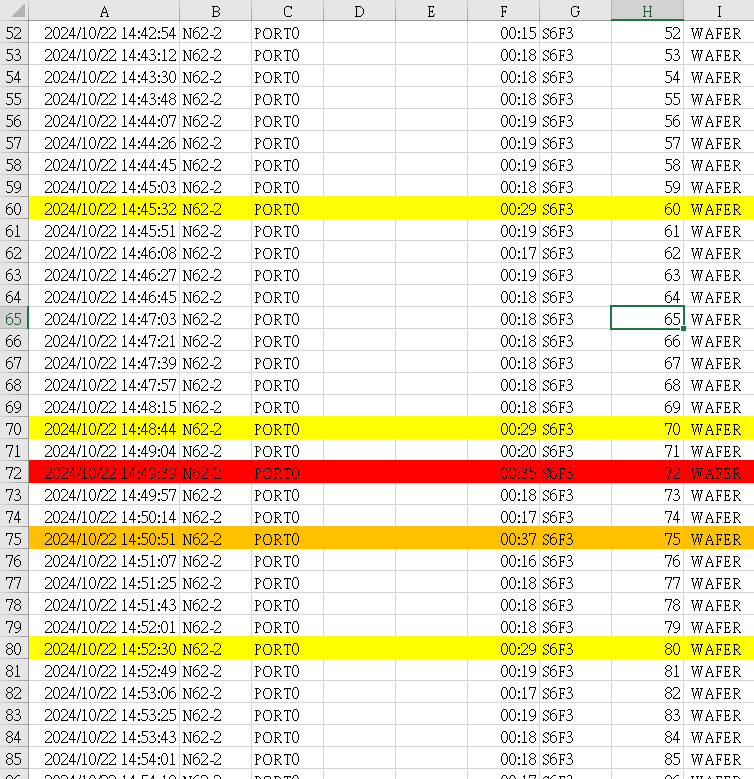 A B C D E F G H I
52 2024/10/22 14:42:54 N62-2 PORT0 00:15 S6F3 52 WAFER
53 2024/10/22 14:43:12 N62-2 PORT0 00:18 S6F3 53 WAFER
54 2024/10/22 14:43:30 N62-2 PORT0 00:18 S6F3 54 WAFER
55 2024/10/22 14:43:48 N62-2 PORT0 00:18 S6F3 55 WAFER
56 2024/10/22 14:44:07 N62-2 PORT0 00:19 S6F3 56 WAFER
57 2024/10/22 14:44:26 N62-2 PORT0 00:19 S6F3 57 WAFER
58 2024/10/22 14:44:45 N62-2 PORT0 00:19 S6F3 58 WAFER
59 2024/10/22 14:45:03 N62-2 PORT0 00:18 S6F3 59 WAFER
60 2024/10/22 14:45:32 N62-2 PORT0 00:29 S6F3 60 WAFER
61 2024/10/22 14:45:51 N62-2 PORT0 00:19 S6F3 61 WAFER
62 2024/10/22 14:46:08 N62-2 PORT0 00:17 S6F3 62 WAFER
63 2024/10/22 14:46:27 N62-2 PORT0 00:19 S6F3 63 WAFER
64 2024/10/22 14:46:45 N62-2 PORT0 00:18 S6F3 64 WAFER
65 2024/10/22 14:47:03 N62-2 PORT0 00:18 S6F3 65 WAFER
66 2024/10/22 14:47:21 N62-2 PORT0 00:18 S6F3 66 WAFER
67 2024/10/22 14:47:39 N62-2 PORT0 00:18 S6F3 67 WAFER
68 2024/10/22 14:47:57 N62-2 PORT0 00:18 S6F3 68 WAFER
69 2024/10/22 14:48:15 N62-2 PORT0 00:18 S6F3 69 WAFER
70 2024/10/22 14:48:44 N62-2 PORT0 00:29 S6F3 70 WAFER
71 2024/10/22 14:49:04 N62-2 PORT0 00:20 S6F3 71 WAFER
72 2024/10/22 14:49:39 N62-2 PORT0 00:35 S6F3 72 WAFER
73 2024/10/22 14:49:57 N62-2 PORT0 00:18 S6F3 73 WAFER
74 2024/10/22 14:50:14 N62-2 PORT0 00:17 S6F3 74 WAFER
75 2024/10/22 14:50:51 N62-2 PORT0 00:37 S6F3 75 WAFER
76 2024/10/22 14:51:07 N62-2 PORT0 00:16 S6F3 76 WAFER
77 2024/10/22 14:51:25 N62-2 PORT0 00:18 S6F3 77 WAFER
78 2024/10/22 14:51:43 N62-2 PORT0 00:18 S6F3 78 WAFER
79 2024/10/22 14:52:01 N62-2 PORT0 00:18 S6F3 79 WAFER
80 2024/10/22 14:52:30 N62-2 PORT0 00:29 S6F3 80 WAFER
81 2024/10/22 14:52:49 N62-2 PORT0 00:19 S6F3 81 WAFER
82 2024/10/22 14:53:06 N62-2 PORT0 00:17 S6F3 82 WAFER
83 2024/10/22 14:53:25 N62-2 PORT0 00:19 S6F3 83 WAFER
84 2024/10/22 14:53:43 N62-2 PORT0 00:18 S6F3 84 WAFER
85 2024/10/22 14:54:01 N62-2 PORT0 00:18 S6F3 85 WAFER